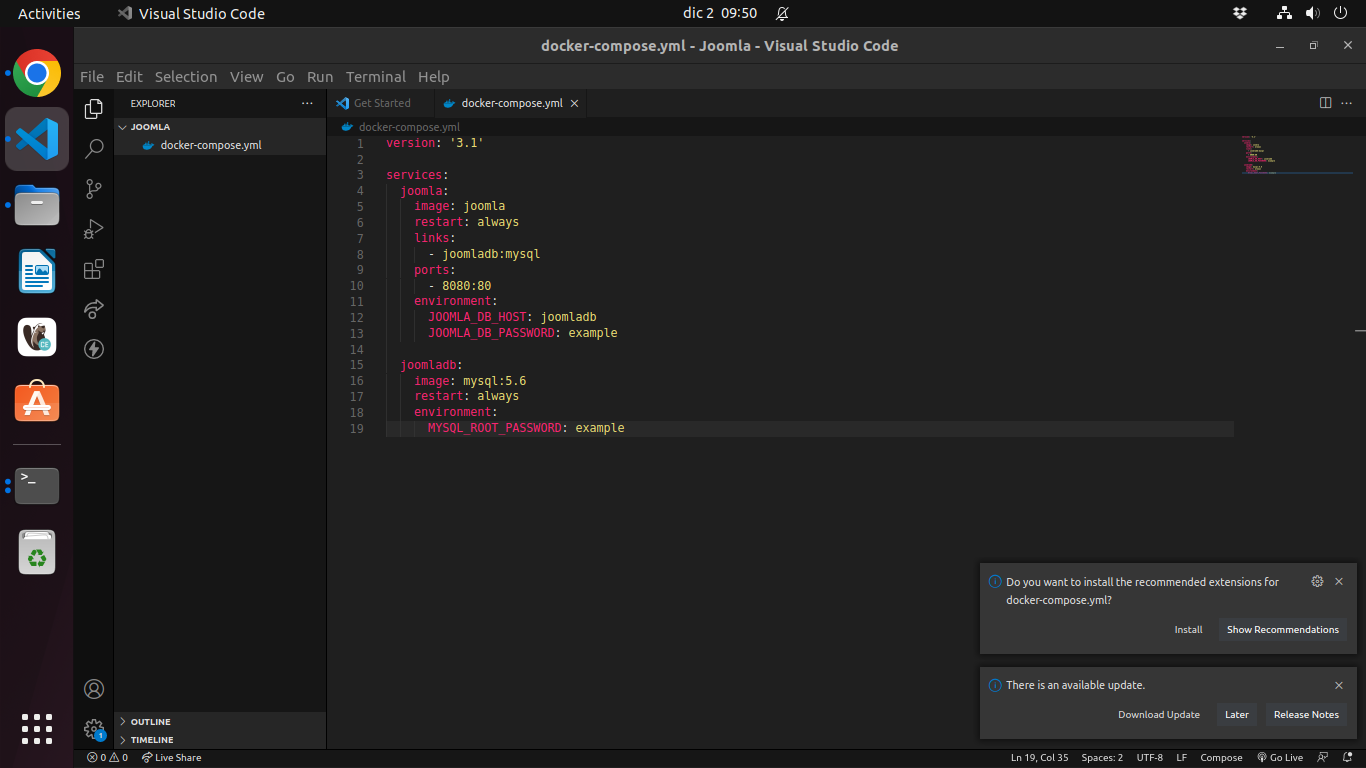 Activities Visual Studio Code dic 2 09:50
docker-compose.yml - Joomla - Visual Studio Code
File Edit Selection View Go Run Terminal Help
EXPLORER
JOOMLA
docker-compose.yml
Get Started docker-compose.yml
docker-compose.yml
1 version: '3.1'
2
3 services:
4 joomla:
5 image: joomla
6 restart: always
7 links:
8 - joomladb:mysql
9 ports:
10 - 8080:80
11 environment:
12 JOOMLA_DB_HOST: joomladb
13 JOOMLA_DB_PASSWORD: example
14
15 joomladb:
16 image: mysql:5.6
17 restart: always
18 environment:
19 MYSQL_ROOT_PASSWORD: example
Do you want to install the recommended extensions for
docker-compose.yml?
Install Show Recommendations
There is an available update.
Download Update Later Release Notes
OUTLINE
TIMELINE
CE
>_
1
0 0 Live Share Ln 19, Col 35 Spaces: 2 UTF-8 LF Compose Go Live